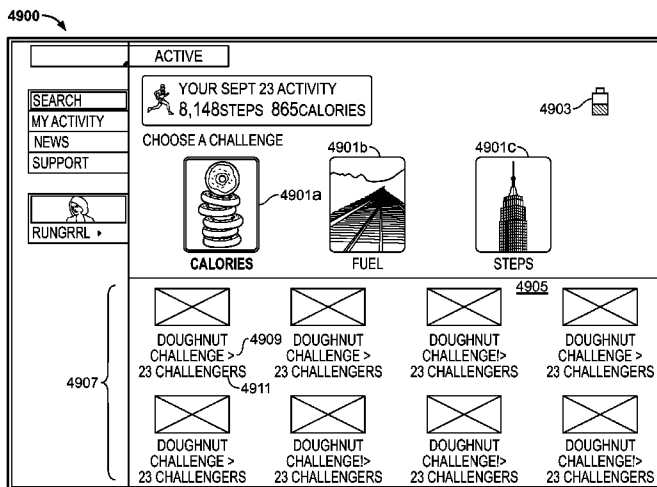 4900
ACTIVE
YOUR SEPT 23 ACTIVITY
8,148STEPS 865CALORIES
4903
SEARCH
MY ACTIVITY
NEWS
SUPPORT
RUNGRRL ▸
CHOOSE A CHALLENGE
4901a
4901b
4901c
CALORIES
FUEL
STEPS
4905
4907
DOUGHNUT
CHALLENGE >
23 CHALLENGERS
4909
4911
DOUGHNUT
CHALLENGE >
23 CHALLENGERS
DOUGHNUT
CHALLENGE!>
23 CHALLENGERS
DOUGHNUT
CHALLENGE >
23 CHALLENGERS
DOUGHNUT
CHALLENGE >
23 CHALLENGERS
DOUGHNUT
CHALLENGE!>
23 CHALLENGERS
DOUGHNUT
CHALLENGE!>
23 CHALLENGERS
DOUGHNUT
CHALLENGE!>
23 CHALLENGERS